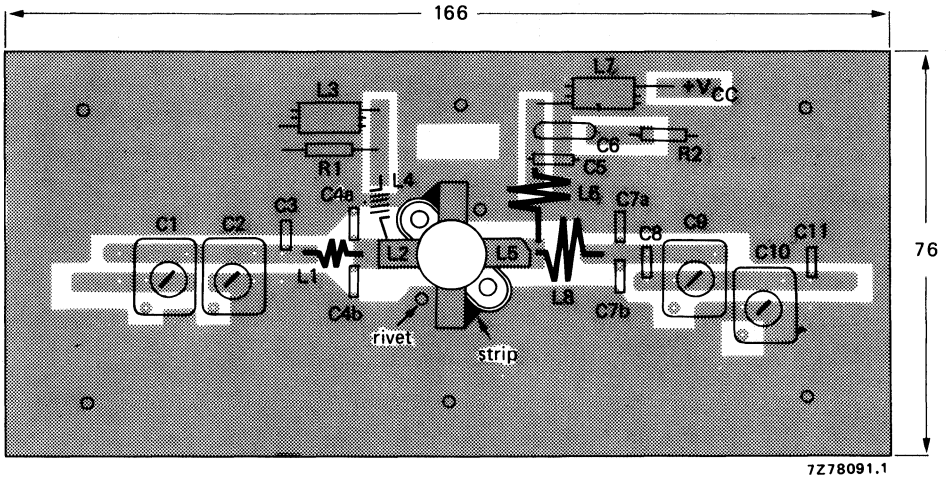 166
L7
+VCC
L3
C6
R2
R1
C5
L4
C4a
L6
C7a
C3
C1
C2
C9
C8
C11
C10
L2
L5
L1
L8
76
C4b
C7b
rivet
strip
7Z78091.1